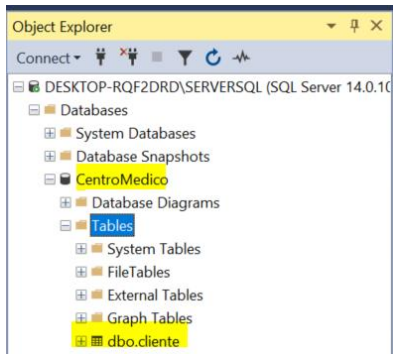 Object Explorer
Connect
DESKTOP-RQF2DRD\SERVERSQL (SQL Server 14.0.10
Databases
System Databases
Database Snapshots
CentroMedico
Database Diagrams
Tables
System Tables
FileTables
External Tables
Graph Tables
dbo.cliente